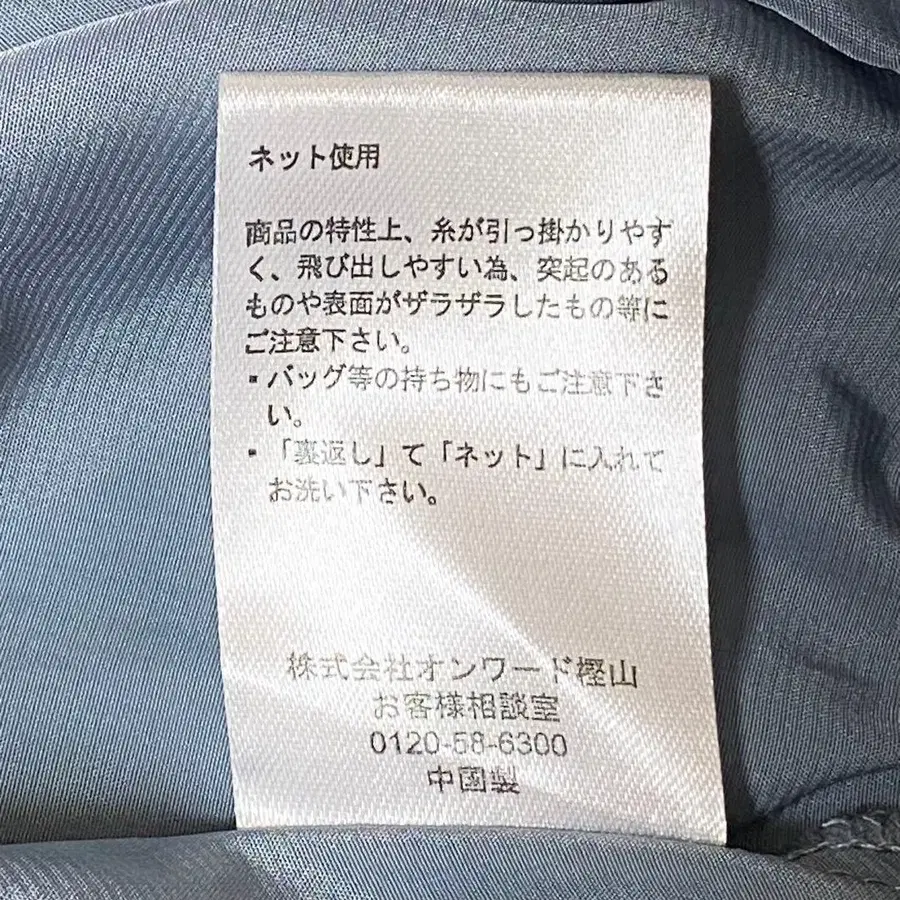 ネット使用
商品の特性上、糸が引っ掛かりやす
く、飛び出しやすい為、突起のある
ものや表面がザラザラしたもの等に
ご注意下さい。
・バッグ等の持ち物にもご注意下さ
い。
・「裏返し」て「ネット」に入れて
お洗い下さい。
株式会社オンワード樫山
お客様相談室
0120-58-6300
中国製